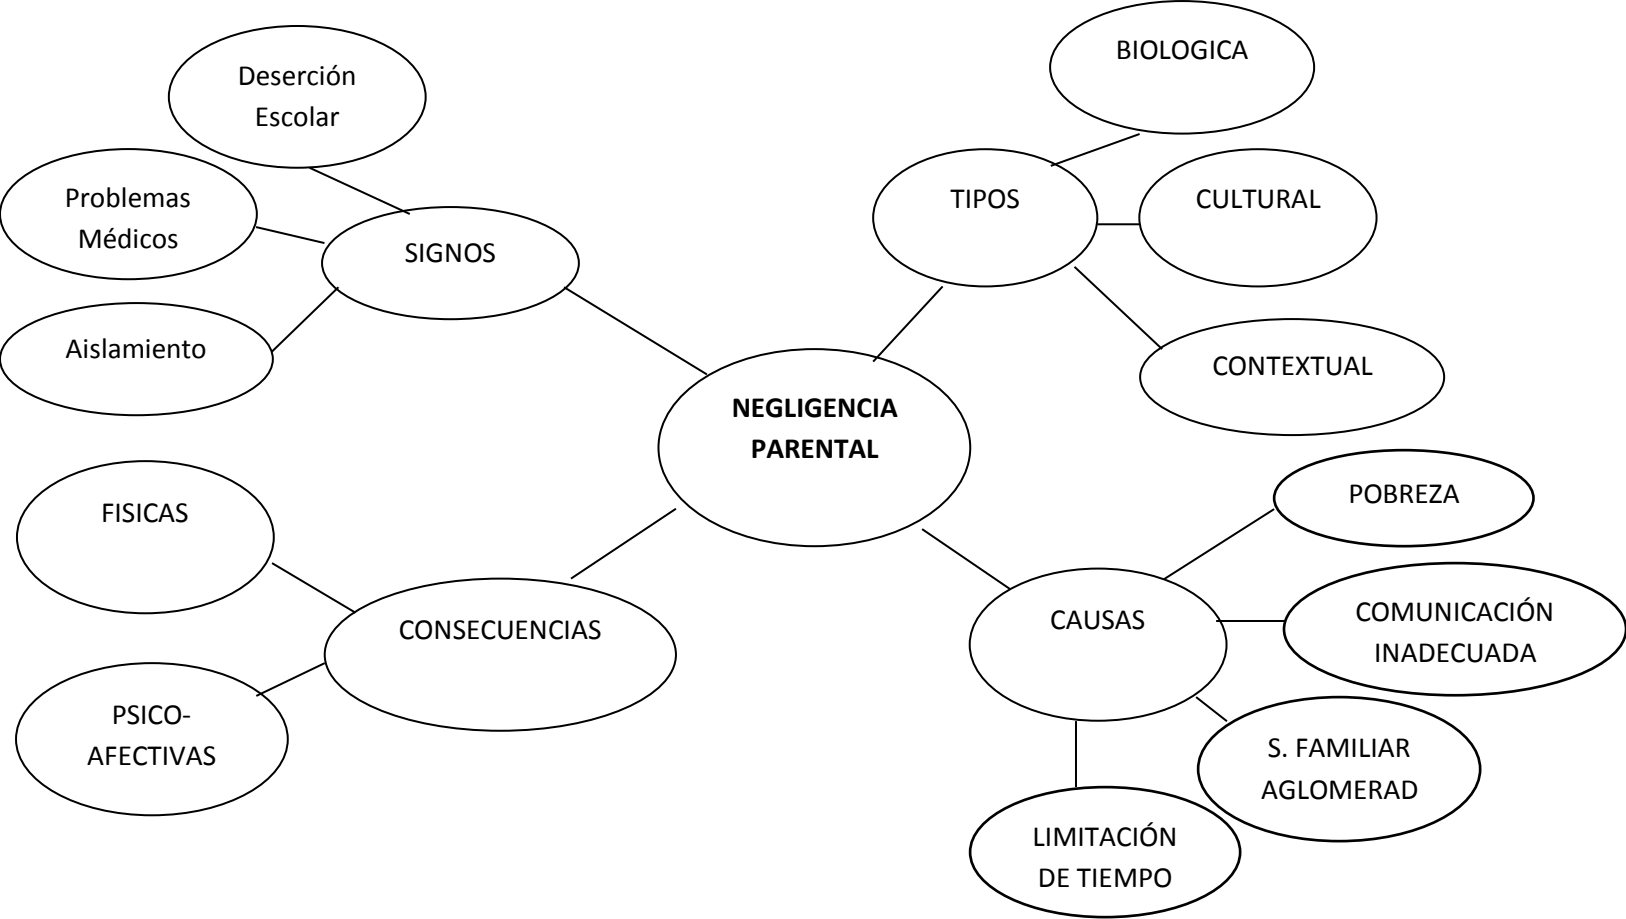 Deserción
Escolar
Problemas
Médicos
Aislamiento
SIGNOS
BIOLOGICA
TIPOS
CULTURAL
CONTEXTUAL
NEGLIGENCIA
PARENTAL
FISICAS
PSICO-
AFECTIVAS
CONSECUENCIAS
CAUSAS
POBREZA
COMUNICACIÓN
INADECUADA
S. FAMILIAR
AGLOMERAD
LIMITACIÓN
DE TIEMPO